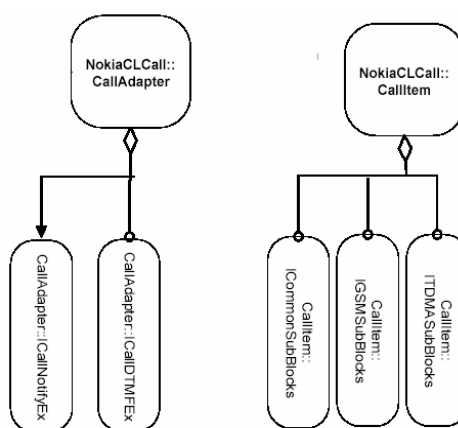 NokiaCLCall::
CallAdapter
NokiaCLCall::
CallItem
CallAdapter::ICallNotifyEx
CallAdapter::ICallDTMFEx
CallItem::
ICommonSubBlocks
CallItem::
IGSMSubBlocks
CallItem::
ITDMASubBlocks